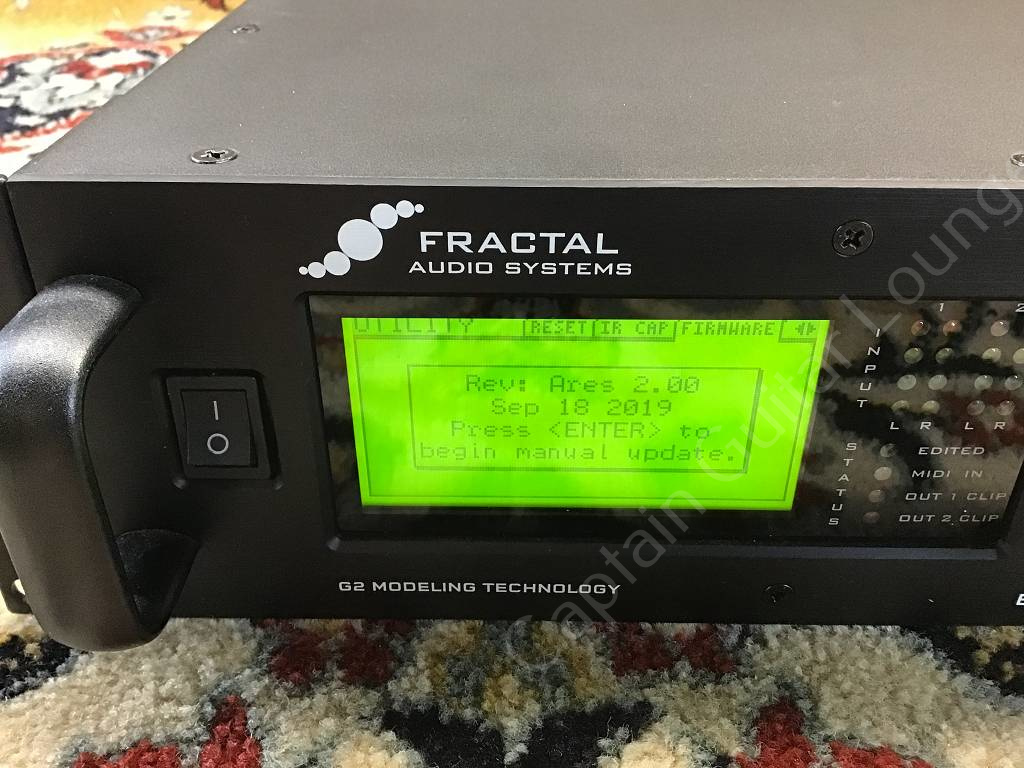 FRACTAL
AUDIO SYSTEMS
UTILITY RESET IR CAP FIRMWARE
Rev: Ares 2.00
Sep 18 2019
Press <ENTER> to
begin manual update.
I
O
1 2
INPUT
L R L R
STATUS
EDITED
MIDI IN
OUT 1 CLIP
OUT 2 CLIP
G2 MODELING TECHNOLOGY
© Captain Guitar Lounge